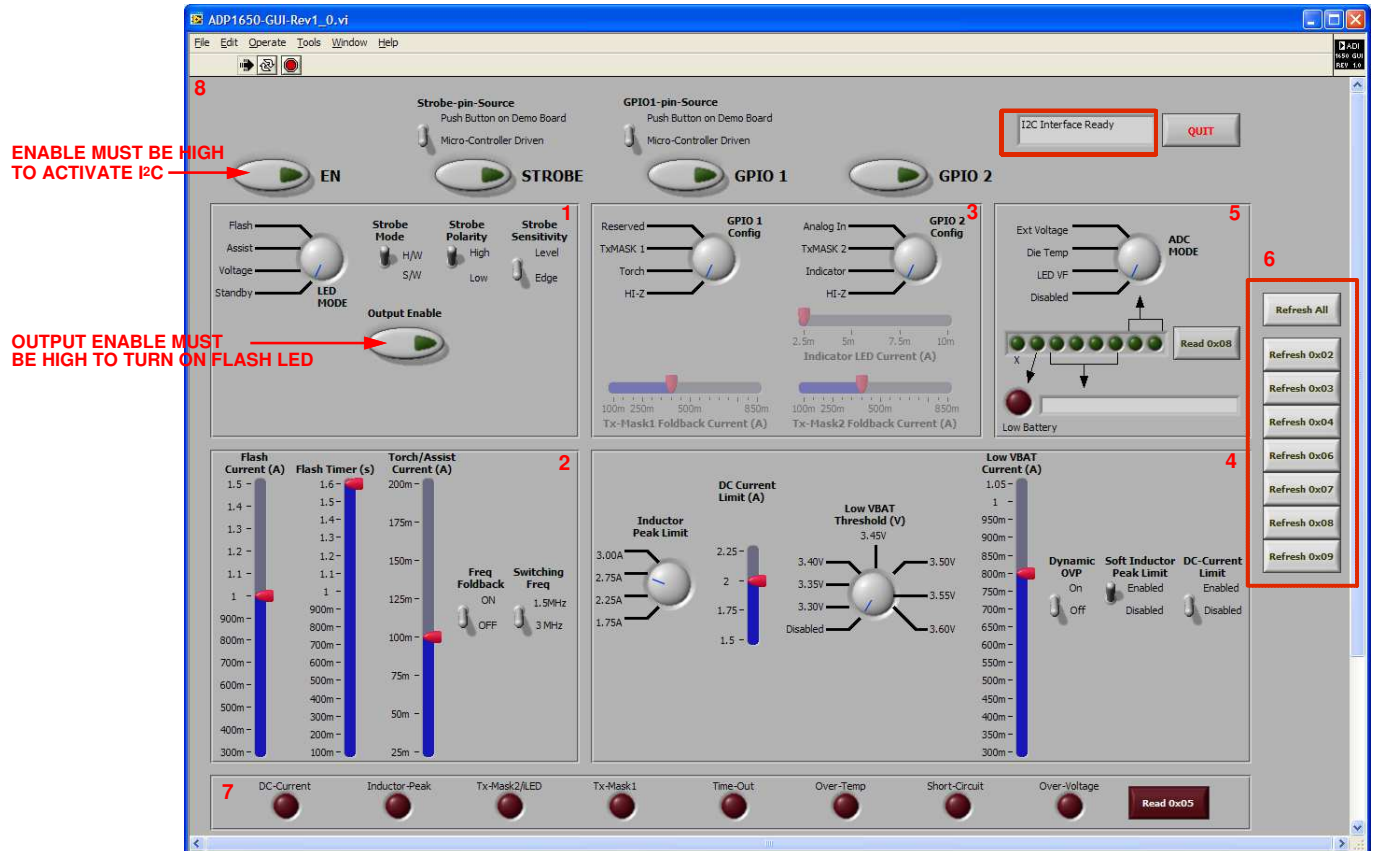 ADP1650-GUI-Rev1_0.vi
File Edit Operate Tools Window Help
ADI
1650 GUI
REV 1.0
8
Strobe-pin-Source
Push Button on Demo Board
Micro-Controller Driven
GPIO1-pin-Source
Push Button on Demo Board
Micro-Controller Driven
I2C Interface Ready
QUIT
ENABLE MUST BE HIGH
TO ACTIVATE I²C
EN
STROBE
GPIO 1
GPIO 2
1
Flash
Assist
Voltage
Standby
LED
MODE
Strobe
Mode
H/W
S/W
Strobe
Polarity
High
Low
Strobe
Sensitivity
Level
Edge
Output Enable
OUTPUT ENABLE MUST
BE HIGH TO TURN ON FLASH LED
3
Reserved
TxMASK 1
Torch
HI-Z
GPIO 1
Config
Analog In
TxMASK 2
Indicator
HI-Z
GPIO 2
Config
2.5m 5m 7.5m 10m
Indicator LED Current (A)
100m 250m 500m 850m
Tx-Mask1 Foldback Current (A)
100m 250m 500m 850m
Tx-Mask2 Foldback Current (A)
5
Ext Voltage
Die Temp
LED VF
Disabled
ADC
MODE
X
Read 0x08
Low Battery
6
Refresh All
Refresh 0x02
Refresh 0x03
Refresh 0x04
Refresh 0x06
Refresh 0x07
Refresh 0x08
Refresh 0x09
2
Flash
Current (A)
1.5
1.4
1.3
1.2
1.1
1
900m
800m
700m
600m
500m
400m
300m
Flash Timer (s)
1.6
1.5
1.4
1.3
1.2
1.1
1
900m
800m
700m
600m
500m
400m
300m
200m
100m
Torch/Assist
Current (A)
200m
175m
150m
125m
100m
75m
50m
25m
Freq
Foldback
ON
OFF
Switching
Freq
1.5MHz
3 MHz
4
Inductor
Peak Limit
3.00A
2.75A
2.25A
1.75A
DC Current
Limit (A)
2.25
2
1.75
1.5
Low VBAT
Threshold (V)
3.45V
3.40V
3.35V
3.30V
Disabled
3.50V
3.55V
3.60V
Low VBAT
Current (A)
1.05
1
950m
900m
850m
800m
750m
700m
650m
600m
550m
500m
450m
400m
350m
300m
Dynamic
OVP
On
Off
Soft Inductor
Peak Limit
Enabled
Disabled
DC-Current
Limit
Enabled
Disabled
7
DC-Current
Inductor-Peak
Tx-Mask2/iLED
Tx-Mask1
Time-Out
Over-Temp
Short-Circuit
Over-Voltage
Read 0x05